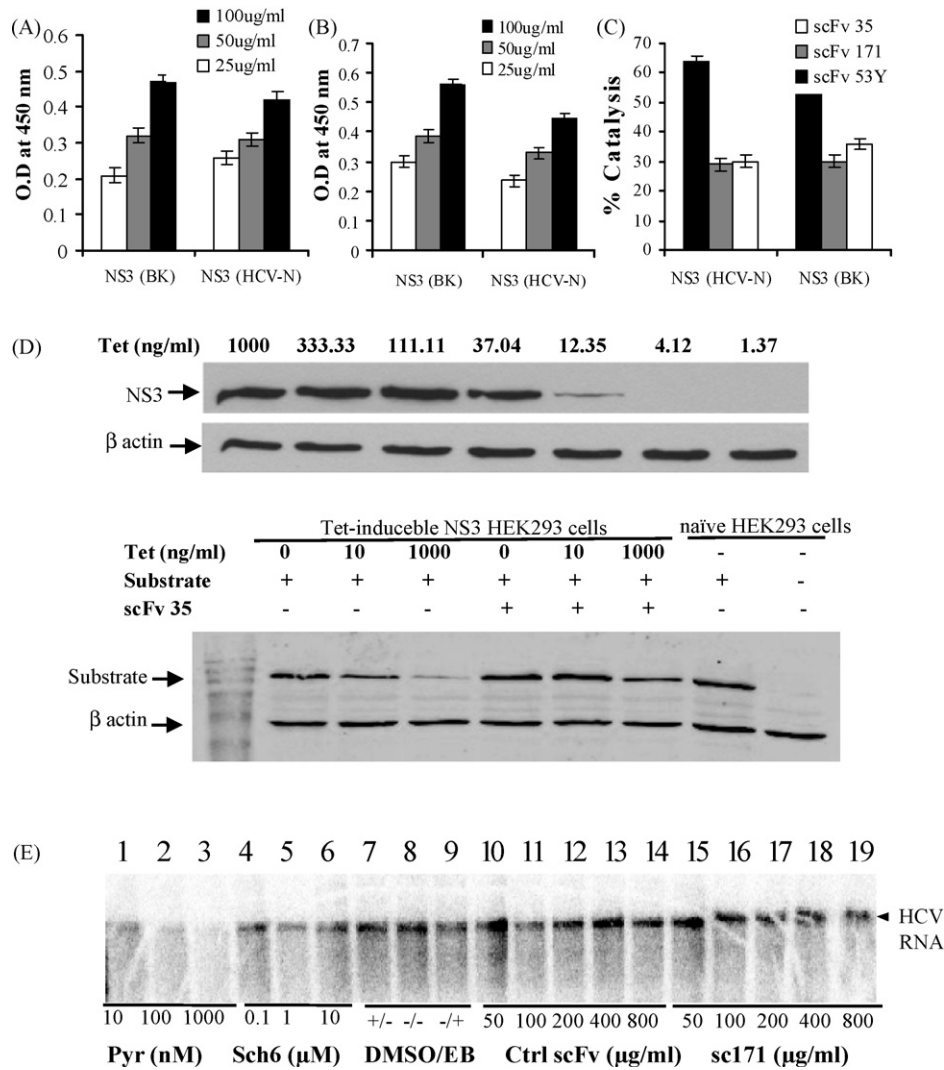 (A)
100ug/ml
50ug/ml
25ug/ml
O.D at 450 nm
0.6
0.5
0.4
0.3
0.2
0.1
0
NS3 (BK)
NS3 (HCV-N)
(B)
100ug/ml
50ug/ml
25ug/ml
O.D at 450 nm
0.7
0.6
0.5
0.4
0.3
0.2
0.1
0
NS3 (BK)
NS3 (HCV-N)
(C)
scFv 35
scFv 171
scFv 53Y
% Catalysis
70
60
50
40
30
20
10
0
NS3 (HCV-N)
NS3 (BK)
(D)
Tet (ng/ml) 1000 333.33 111.11 37.04 12.35 4.12 1.37
NS3
β actin
Tet-induceble NS3 HEK293 cells naïve HEK293 cells
Tet (ng/ml) 0 10 1000 0 10 1000 - -
Substrate + + + + + + + -
scFv 35 - - - + + + - -
Substrate
β actin
(E)
1 2 3 4 5 6 7 8 9 10 11 12 13 14 15 16 17 18 19
HCV
RNA
10 100 1000 0.1 1 10 +/- -/- -/+ 50 100 200 400 800 50 100 200 400 800
Pyr (nM) Sch6 (μM) DMSO/EB Ctrl scFv (μg/ml) sc171 (μg/ml)